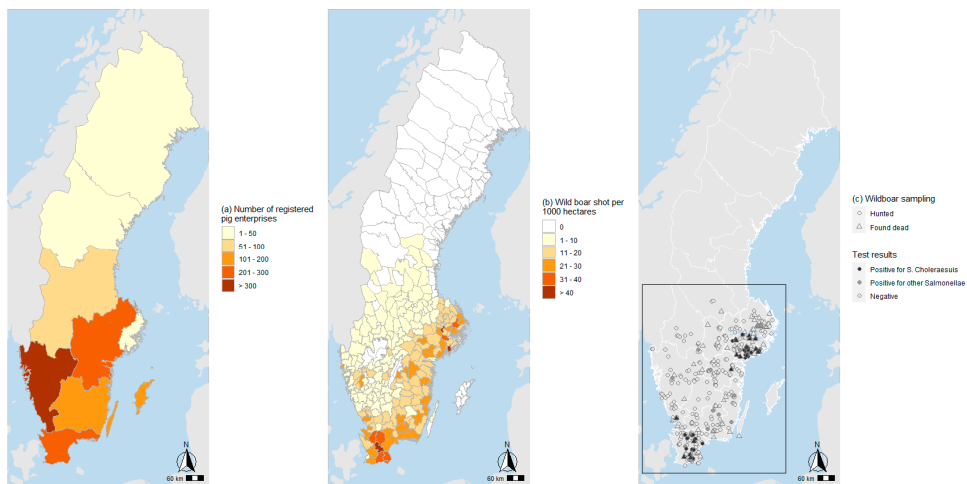 (a) Number of registered
pig enterprises
1 - 50
51 - 100
101 - 200
201 - 300
> 300
N
60 km
(b) Wild boar shot per
1000 hectares
0
1 - 10
11 - 20
21 - 30
31 - 40
> 40
N
60 km
(c) Wildboar sampling
Hunted
Found dead
Test results
Positive for S. Choleraesuis
Positive for other Salmonellae
Negative
N
60 km